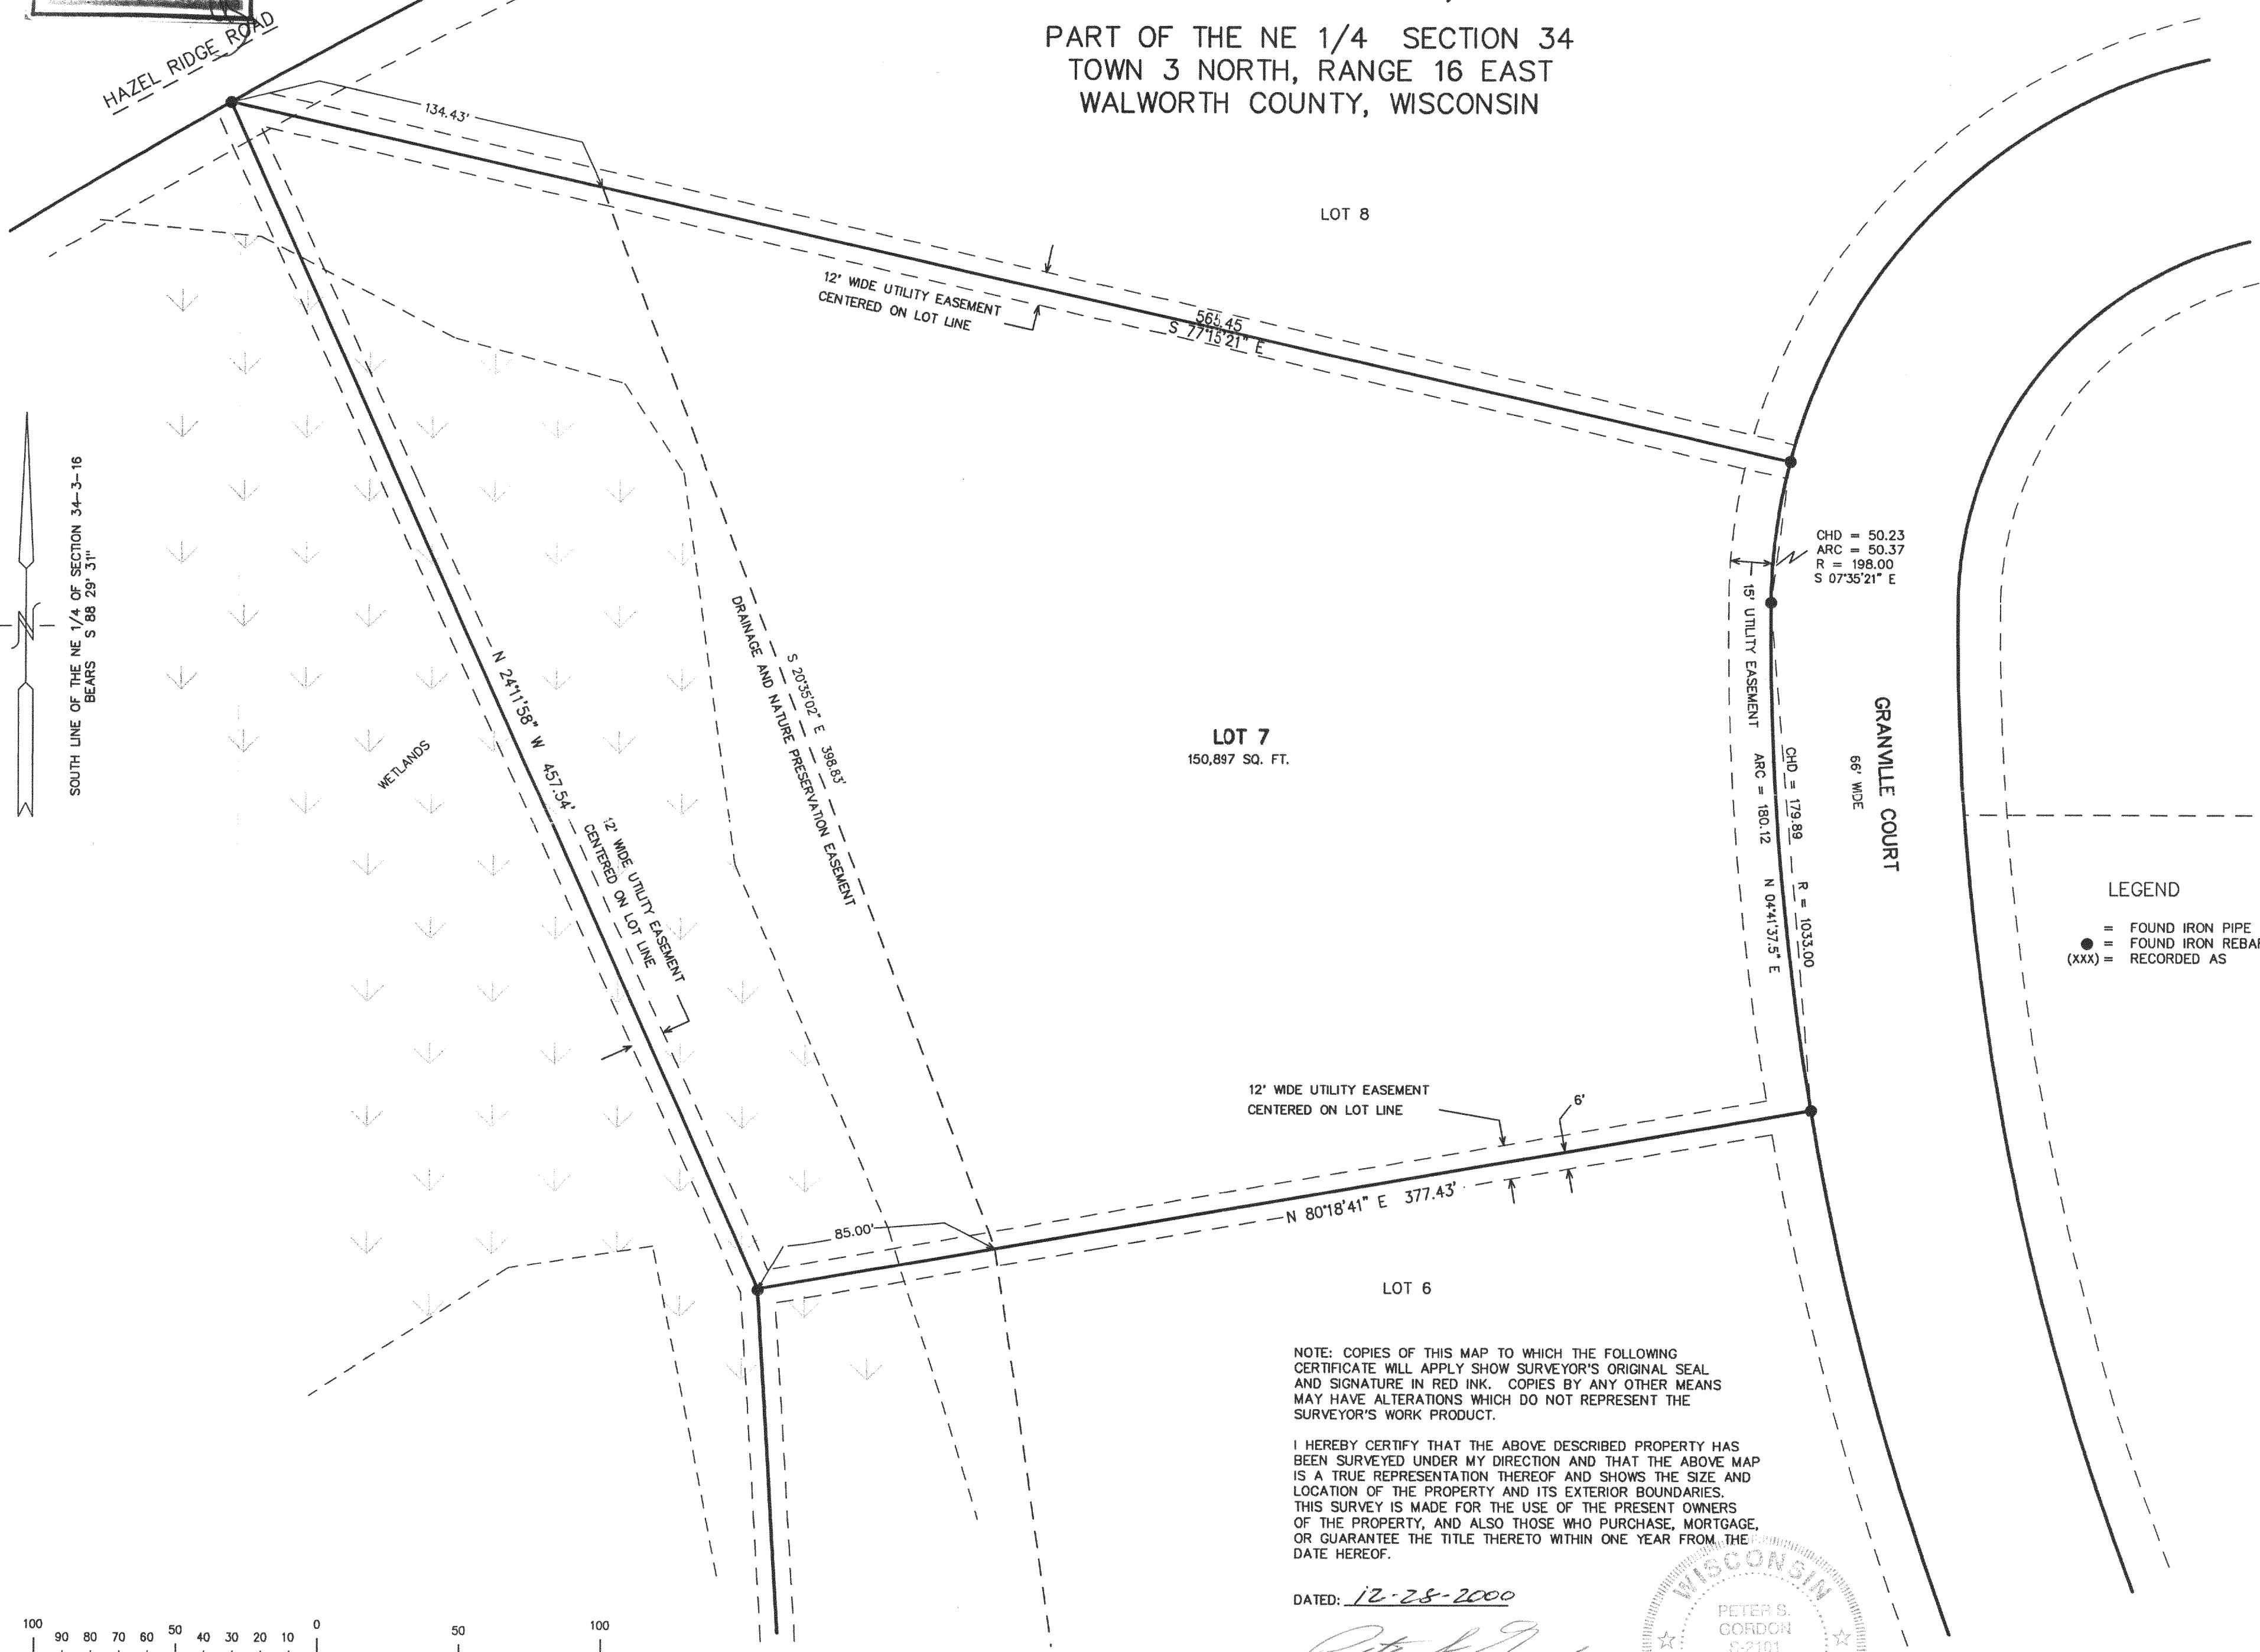 PART OF THE NE 1/4 SECTION 34
TOWN 3 NORTH, RANGE 16 EAST
WALWORTH COUNTY, WISCONSIN
HAZEL RIDGE ROAD
134.43'
LOT 8
12' WIDE UTILITY EASEMENT
CENTERED ON LOT LINE
565.45
S 77°15'21" E
SOUTH LINE OF THE NE 1/4 OF SECTION 34-3-16
BEARS S 88 29' 31"
N
CHD = 50.23
ARC = 50.37
R = 198.00
S 07°35'21" E
15' UTILITY EASEMENT
ARC = 180.12
N 04°41'37.5" E
CHD = 179.89
R = 1033.00
GRANVILLE COURT
66' WIDE
N 24°11'58" W 457.54'
WETLANDS
DRAINAGE AND NATURE PRESERVATION EASEMENT
S 20°35'02" E 398.83'
12' WIDE UTILITY EASEMENT
CENTERED ON LOT LINE
LOT 7
150,897 SQ. FT.
LEGEND
= FOUND IRON PIPE
● = FOUND IRON REBAR
(XXX) = RECORDED AS
12' WIDE UTILITY EASEMENT
CENTERED ON LOT LINE
6'
N 80°18'41" E 377.43'
85.00'
LOT 6
NOTE: COPIES OF THIS MAP TO WHICH THE FOLLOWING
CERTIFICATE WILL APPLY SHOW SURVEYOR'S ORIGINAL SEAL
AND SIGNATURE IN RED INK. COPIES BY ANY OTHER MEANS
MAY HAVE ALTERATIONS WHICH DO NOT REPRESENT THE
SURVEYOR'S WORK PRODUCT.
I HEREBY CERTIFY THAT THE ABOVE DESCRIBED PROPERTY HAS
BEEN SURVEYED UNDER MY DIRECTION AND THAT THE ABOVE MAP
IS A TRUE REPRESENTATION THEREOF AND SHOWS THE SIZE AND
LOCATION OF THE PROPERTY AND ITS EXTERIOR BOUNDARIES.
THIS SURVEY IS MADE FOR THE USE OF THE PRESENT OWNERS
OF THE PROPERTY, AND ALSO THOSE WHO PURCHASE, MORTGAGE,
OR GUARANTEE THE TITLE THERETO WITHIN ONE YEAR FROM THE
DATE HEREOF.
DATED: 12-28-2000
WISCONSIN
PETER S.
GORDON
S-2101
100 90 80 70 60 50 40 30 20 10 0 50 100